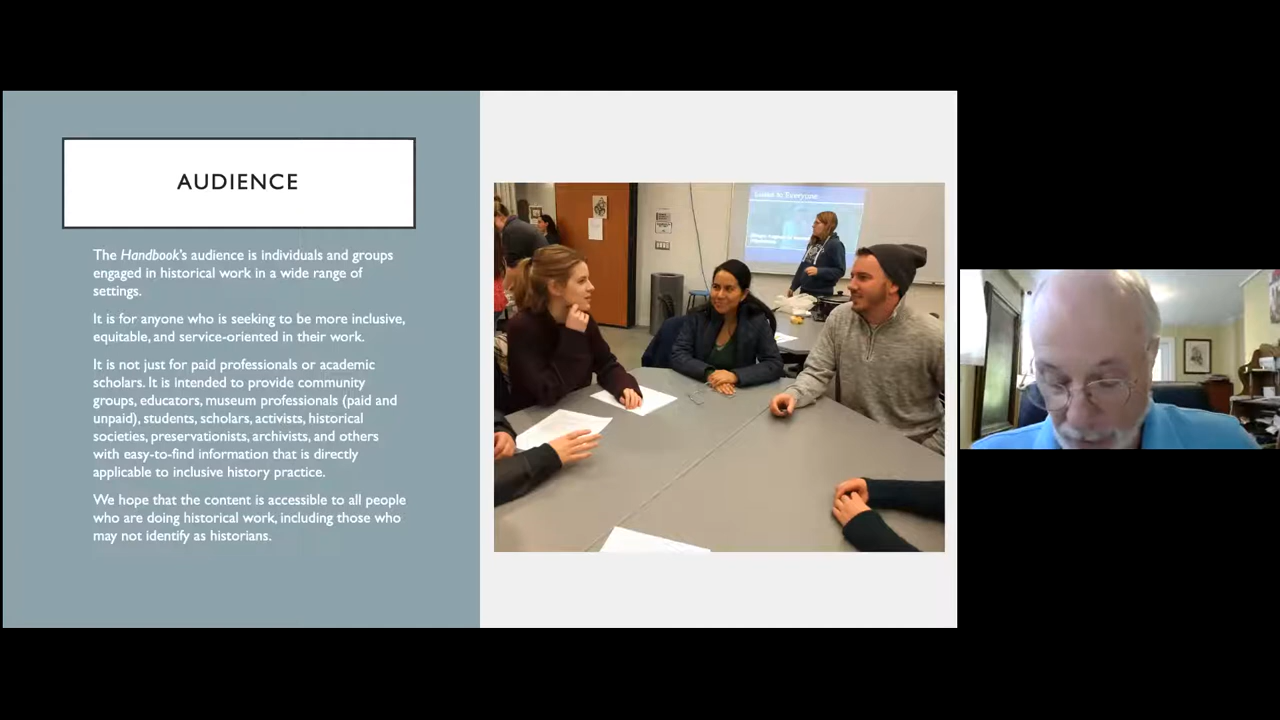 AUDIENCE
The Handbook's audience is individuals and groups
engaged in historical work in a wide range of
settings.
It is for anyone who is seeking to be more inclusive,
equitable, and service-oriented in their work.
It is not just for paid professionals or academic
scholars. It is intended to provide community
groups, educators, museum professionals (paid and
unpaid), students, scholars, activists, historical
societies, preservationists, archivists, and others
with easy-to-find information that is directly
applicable to inclusive history practice.
We hope that the content is accessible to all people
who are doing historical work, including those who
may not identify as historians.